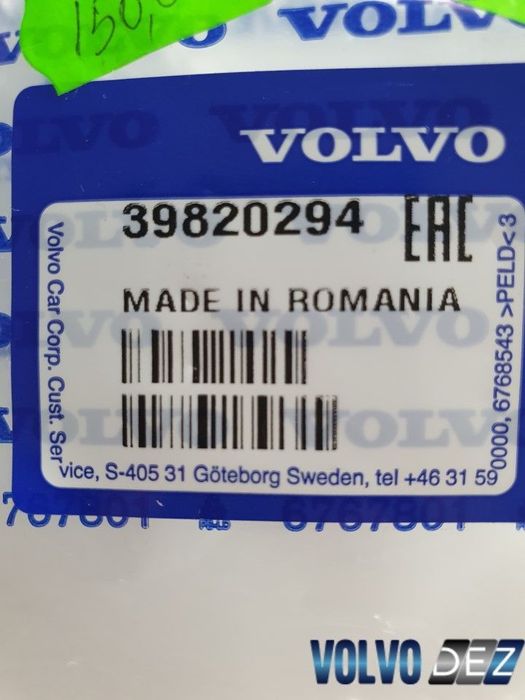 150,
VOLVO
VOLVO
39820294 EAC
MADE IN ROMANIA
Volvo Car Corp. Cust. Service, S-405 31 Göteborg Sweden, tel +46 31 59 0000, 6768543 >PELD< 3
767801 6767801
VOLVO DEZ